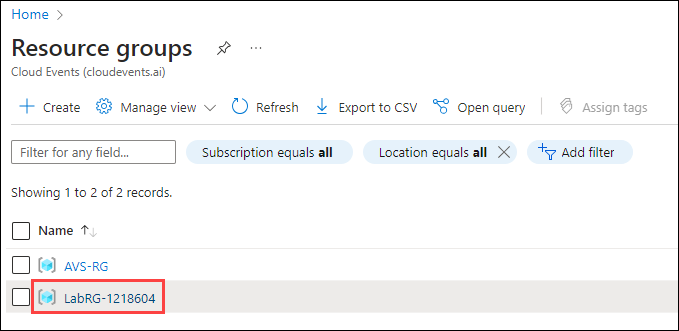 Home
Resource groups
Cloud Events (cloudevents.ai)
Create Manage view Refresh Export to CSV Open query Assign tags
Filter for any field... Subscription equals all Location equals all Add filter
Showing 1 to 2 of 2 records.
Name
AVS-RG
LabRG-1218604